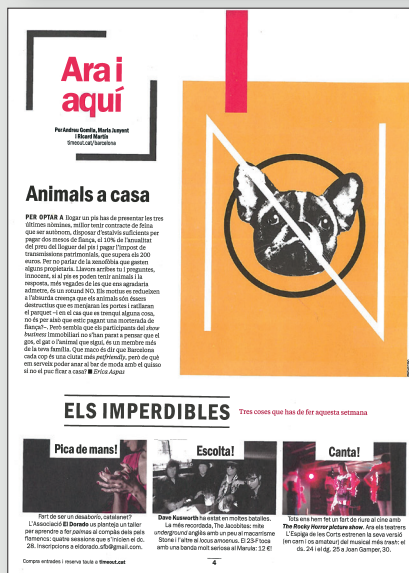 Ara i
aquí
Per Andreu Gomila, Maria Junyent
i Ricard Martín
timeout.cat/barcelona
Animals a casa
PER OPTAR A llogar un pis has de presentar les tres
últimes nòmines, millor tenir contracte de feina
que ser autònom, disposar d'estalvis suficients per
pagar dos mesos de fiança, el 10% de l'anualitat
del preu del lloguer del pis i pagar l'impost de
transmissions patrimonials, que supera els 200
euros. Per no parlar de la xenofòbia que gasten
alguns propietaris. Llavors arribes tu i preguntes,
innocent, si al pis es poden tenir animals i la
resposta, més vegades de les que ens agradaria
admetre, és un rotund NO. Els motius es redueixen
a l'absurda creença que els animals són éssers
destructius que es menjaran les portes i ratllaran
el parquet –i en el cas que es trenqui alguna cosa,
no és per això que estic pagant una morterada de
fiança?–. Però sembla que els participants del show
business immobiliari no s'han parat a pensar que el
gos, el gat o l'animal que sigui, és un membre més
de la teva família. Que maco és dir que Barcelona
cada cop és una ciutat més petfriendly, però de què
em serveix poder anar al bar de moda amb el quisso
si no el puc ficar a casa? ■ Erica Aspas
ELS IMPERDIBLES
Tres coses que has de fer aquesta setmana
Pica de mans!
Fart de ser un desaborío, catalanet?
L'Associació El Dorado us planteja un taller
per aprendre a fer palmas al compàs dels pals
flamencs: quatre sessions que s'inicien el dc.
28. Inscripcions a eldorado.sfb@gmail.com.
Escolta!
Dave Kusworth ha estat en moltes batalles.
La més recordada, The Jacobites: mite
underground anglès amb un peu al macarrisme
Stone i l'altre al locus amoenus. El 23-F toca
amb una banda molt seriosa al Marula: 12 €!
Canta!
Tots ens hem fet un fart de riure al cine amb
The Rocky Horror picture show. Ara els teatrers
L'Espiga de les Corts estrenen la seva versió
(en carn i os amateur) del musical més trash: el
ds. 24 i el dg. 25 a Joan Gamper, 30.
Compra entrades i reserva taula a timeout.cat
4